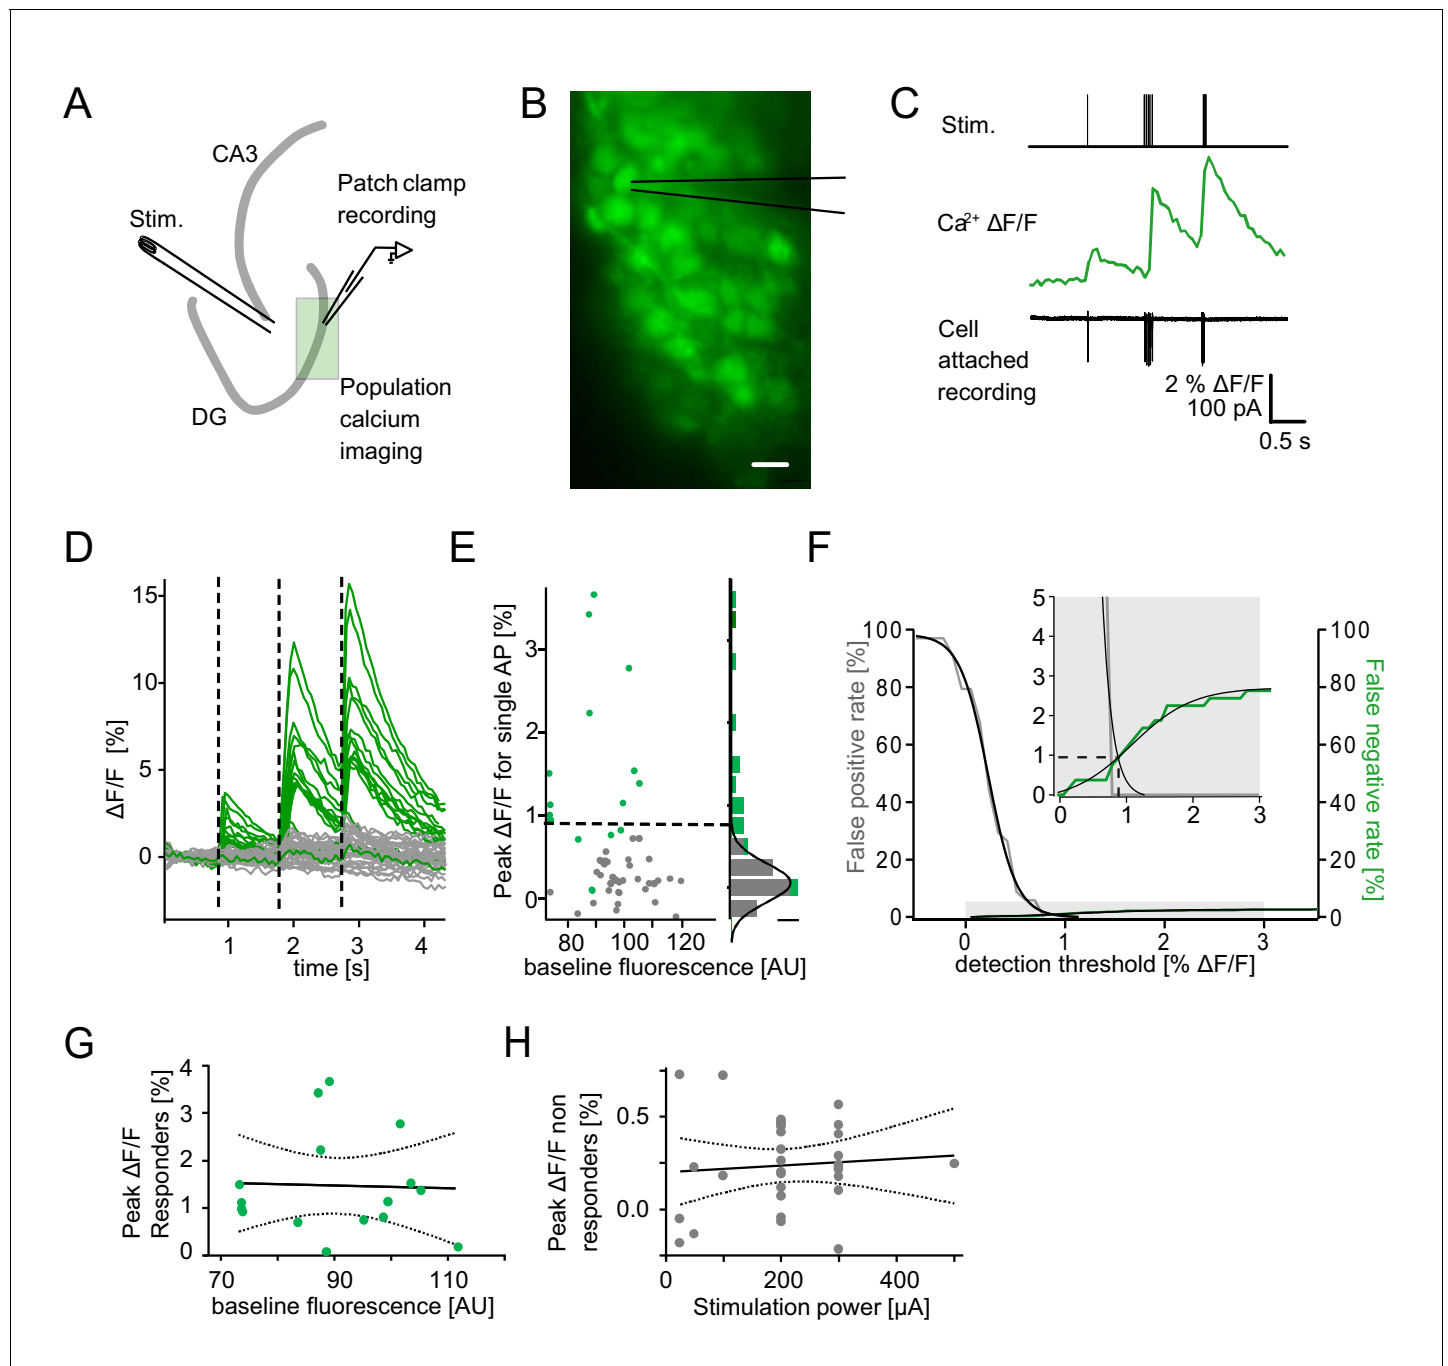 A
CA3
Stim.
Patch clamp
recording
DG
Population
calcium
imaging
B
C
Stim.
Ca²⁺ ΔF/F
Cell
attached
recording
2 % ΔF/F
100 pA
0.5 s
D
ΔF/F [%]
15
10
5
0
1 2 3 4
time [s]
E
Peak ΔF/F for single AP [%]
3
2
1
0
80 100 120
baseline fluorescence [AU]
F
False positive rate [%]
100
80
60
40
20
0
0 1 2 3
detection threshold [% ΔF/F]
5
4
3
2
1
0
0 1 2 3
100
80
60
40
20
0
False negative rate [%]
G
Peak ΔF/F
Responders [%]
4
3
2
1
0
70 90 110
baseline fluorescence [AU]
H
Peak ΔF/F non
responders [%]
0.5
0.0
0 200 400
Stimulation power [µA]